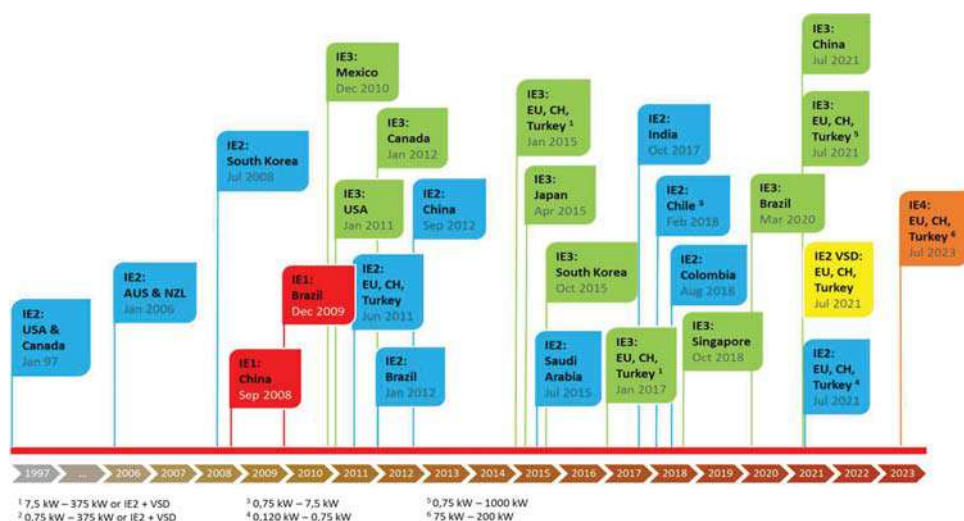 IE2:
USA &
Canada
Jan 97
IE2:
AUS & NZL
Jan 2006
IE2:
South Korea
Jul 2008
IE1:
China
Sep 2008
IE1:
Brazil
Dec 2009
IE3:
Mexico
Dec 2010
IE3:
USA
Jan 2011
IE2:
EU, CH,
Turkey
Jun 2011
IE3:
Canada
Jan 2012
IE2:
Brazil
Jan 2012
IE2:
China
Sep 2012
IE3:
EU, CH,
Turkey ¹
Jan 2015
IE3:
Japan
Apr 2015
IE2:
Saudi
Arabia
Jul 2015
IE3:
South Korea
Oct 2015
IE3:
EU, CH,
Turkey ¹
Jan 2017
IE2:
India
Oct 2017
IE2:
Chile ³
Feb 2018
IE2:
Colombia
Aug 2018
IE3:
Singapore
Oct 2018
IE3:
Brazil
Mar 2020
IE3:
China
Jul 2021
IE3:
EU, CH,
Turkey ⁵
Jul 2021
IE2 VSD:
EU, CH,
Turkey
Jul 2021
IE2:
EU, CH,
Turkey ⁴
Jul 2021
IE4:
EU, CH,
Turkey ⁶
Jul 2023
1997 ... 2006 2007 2008 2009 2010 2011 2012 2013 2014 2015 2016 2017 2018 2019 2020 2021 2022 2023
¹ 7,5 kW – 375 kW or IE2 + VSD
² 0,75 kW – 375 kW or IE2 + VSD
³ 0,75 kW – 7,5 kW
⁴ 0,120 kW – 0,75 kW
⁵ 0,75 kW – 1000 kW
⁶ 75 kW – 200 kW